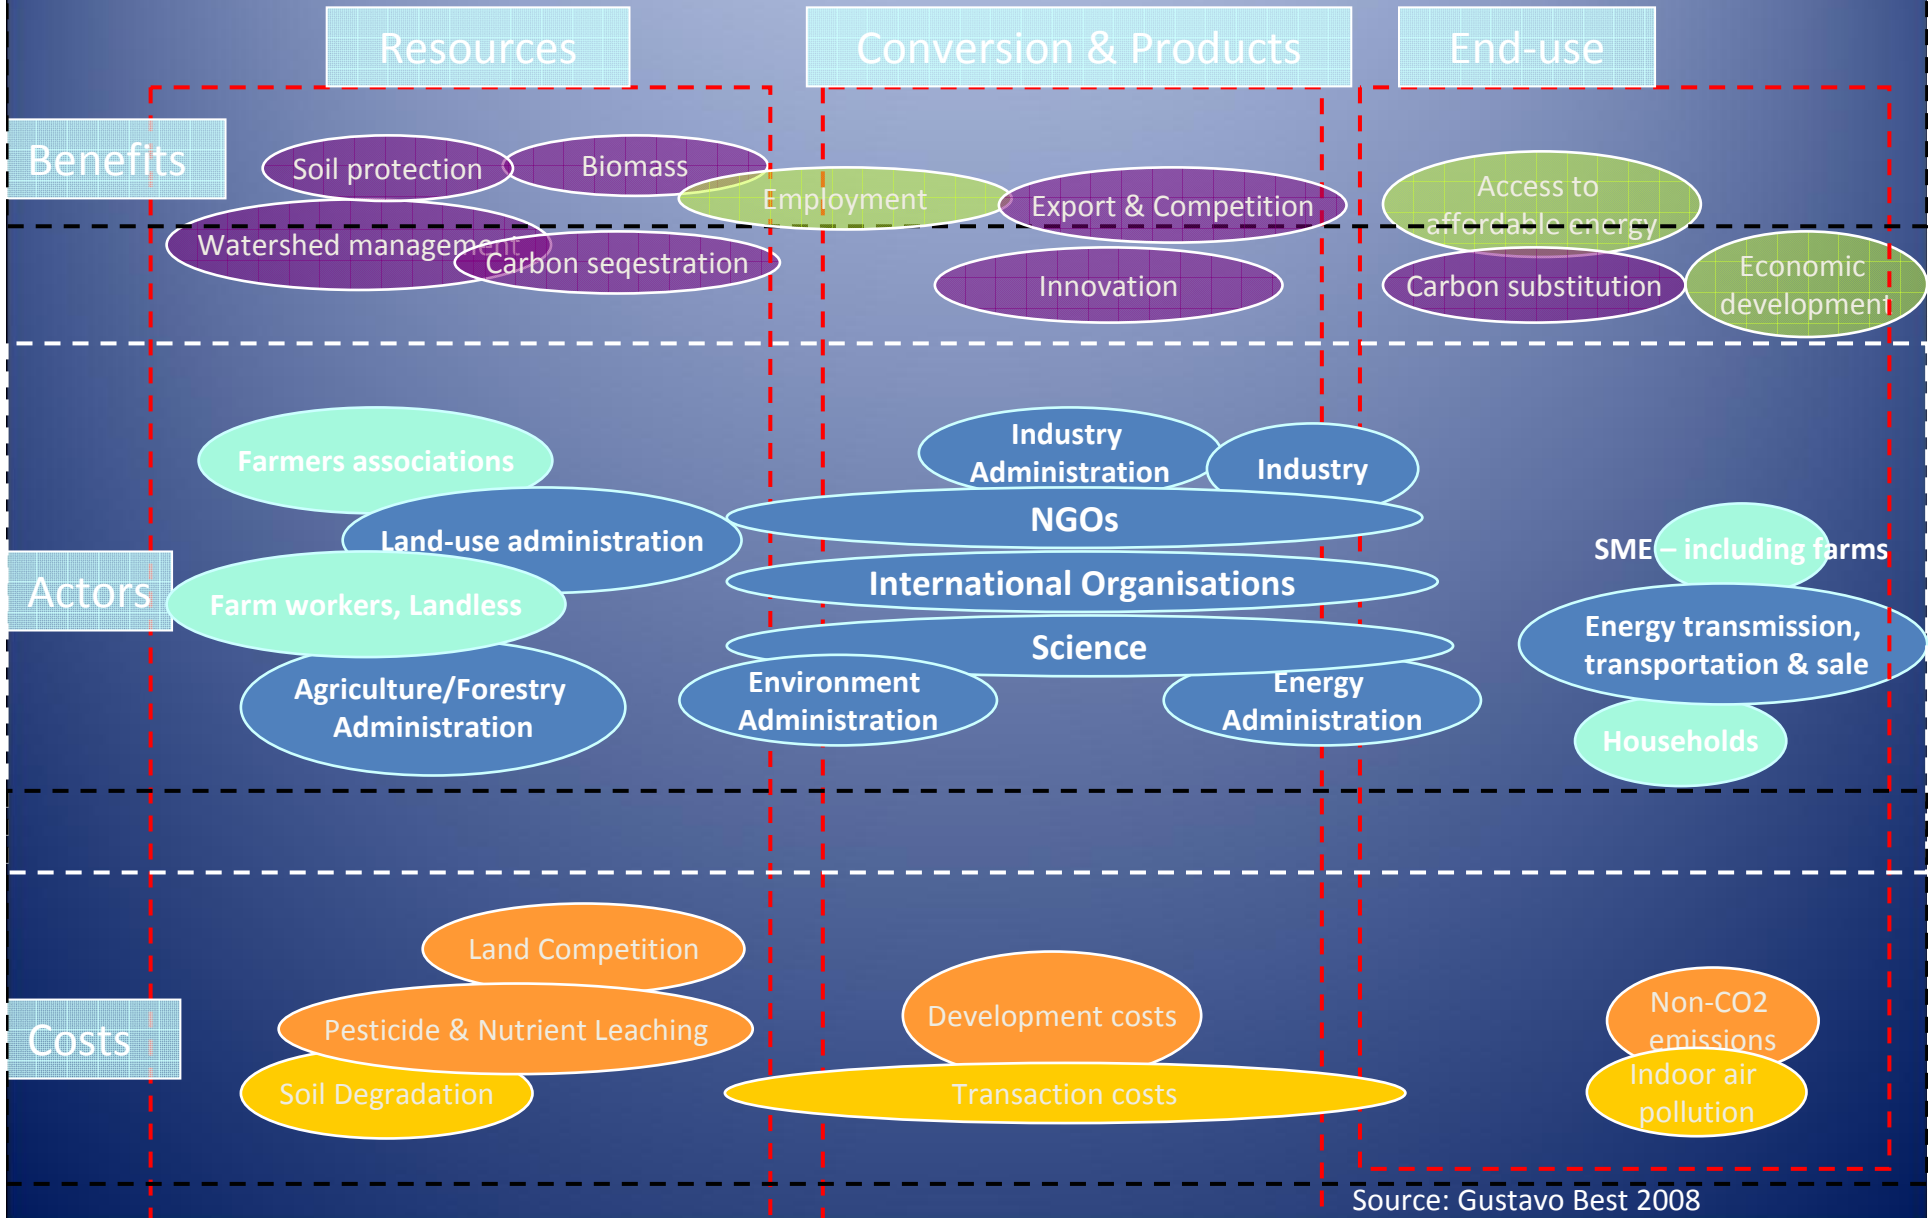 Resources
Conversion & Products
End-use
Benefits
Soil protection
Biomass
Employment
Export & Competition
Access to
affordable energy
Watershed management
Carbon seqestration
Innovation
Carbon substitution
Economic
development
Actors
Farmers associations
Land-use administration
Farm workers, Landless
Agriculture/Forestry
Administration
Industry
Administration
Industry
NGOs
International Organisations
Science
Environment
Administration
Energy
Administration
SME – including farms
Energy transmission,
transportation & sale
Households
Costs
Land Competition
Pesticide & Nutrient Leaching
Soil Degradation
Development costs
Transaction costs
Non-CO2
emissions
Indoor air
pollution
Source: Gustavo Best 2008